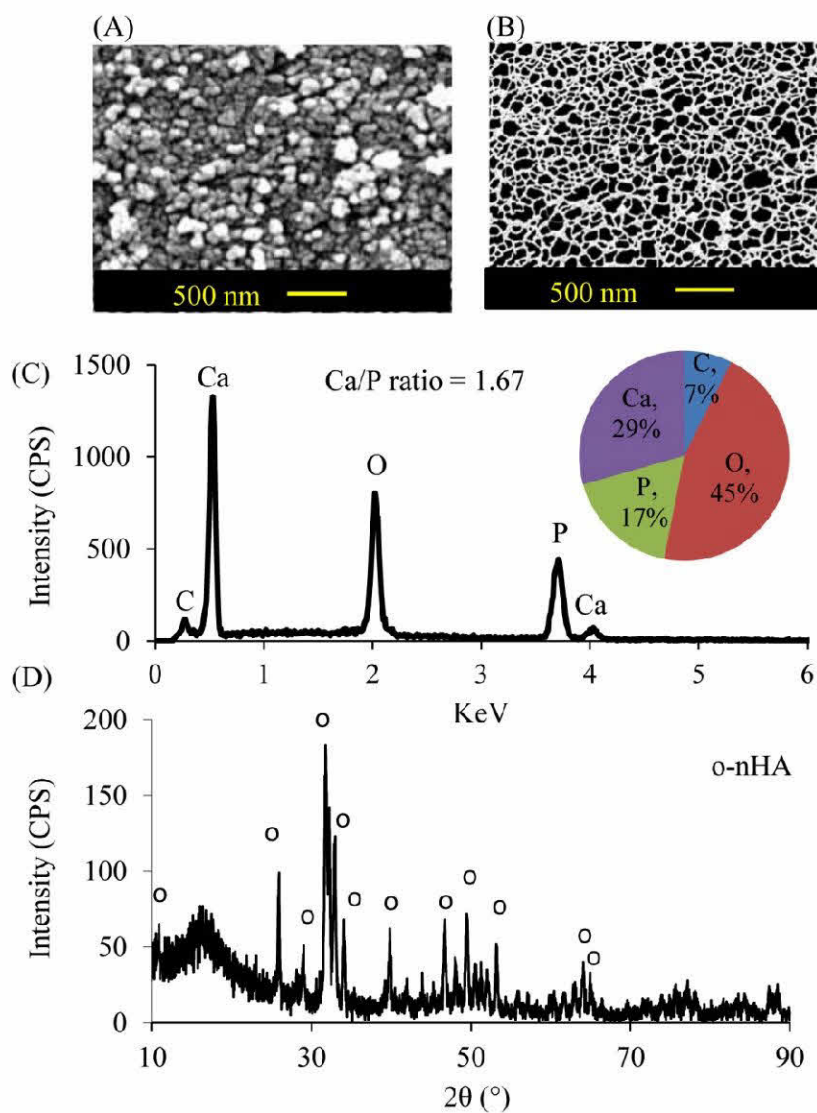 (A)
(B)
500 nm
500 nm
(C)
1500
1000
500
0
Intensity (CPS)
Ca/P ratio = 1.67
C
Ca
O
P
Ca
C,
7%
Ca,
29%
O,
45%
P,
17%
0 1 2 3 4 5 6
KeV
(D)
200
150
100
50
0
Intensity (CPS)
o-nHA
o
o
o
o
o
o
o
o
o
o
o
o
10 30 50 70 90
2θ (°)